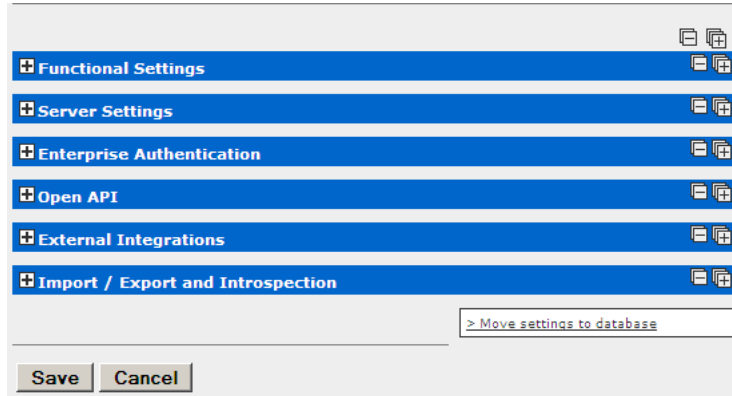 Functional Settings
Server Settings
Enterprise Authentication
Open API
External Integrations
Import / Export and Introspection
> Move settings to database
Save Cancel